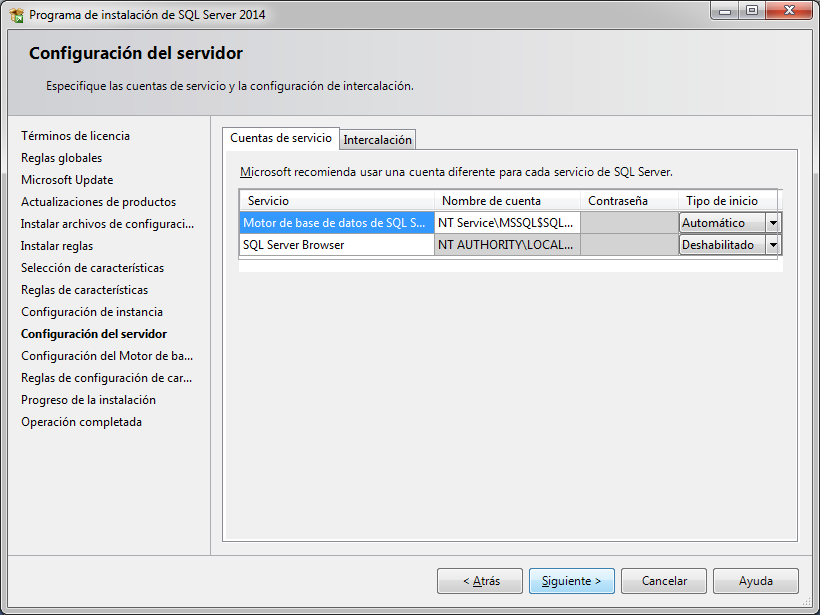 Programa de instalación de SQL Server 2014
Configuración del servidor
Especifique las cuentas de servicio y la configuración de intercalación.
Términos de licencia
Reglas globales
Microsoft Update
Actualizaciones de productos
Instalar archivos de configuraci...
Instalar reglas
Selección de características
Reglas de características
Configuración de instancia
Configuración del servidor
Configuración del Motor de ba...
Reglas de configuración de car...
Progreso de la instalación
Operación completada
Cuentas de servicio Intercalación
Microsoft recomienda usar una cuenta diferente para cada servicio de SQL Server.
Servicio Nombre de cuenta Contraseña Tipo de inicio
Motor de base de datos de SQL S... NT Service\MSSQL$SQL... Automático
SQL Server Browser NT AUTHORITY\LOCAL... Deshabilitado
< Atrás Siguiente > Cancelar Ayuda